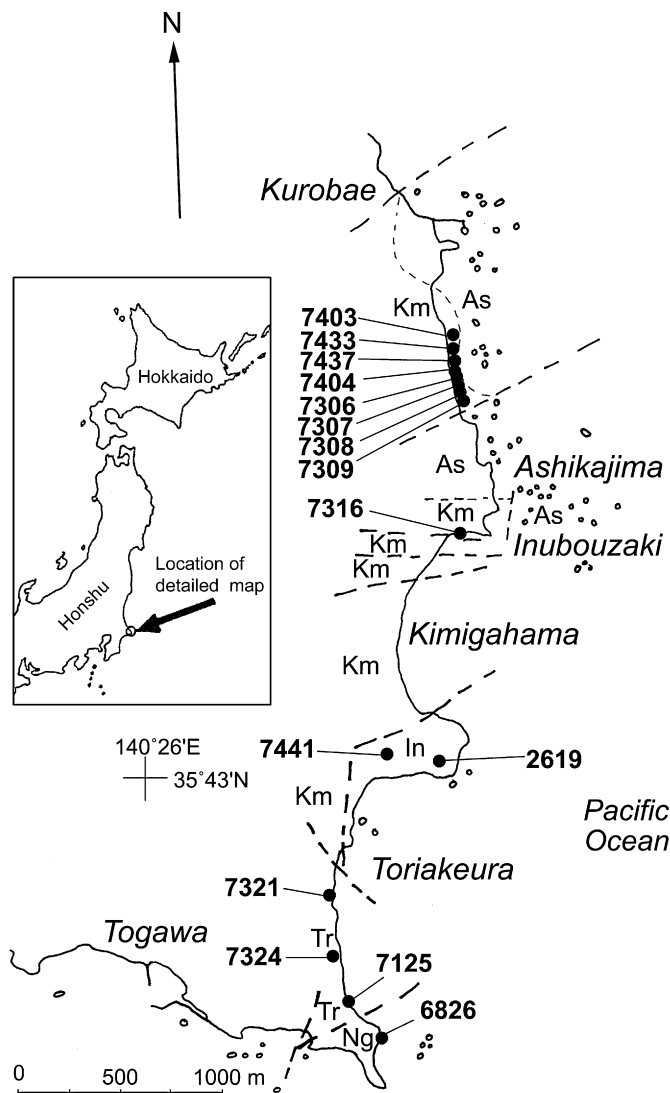 N
Kurobae
Km
As
7403
7433
7437
7404
7306
7307
7308
7309
Hokkaido
Honshu
Location of
detailed map
As
Ashikajima
7316
Km
As
Km
Inubouzaki
Km
Kimigahama
Km
140˚26'E
35˚43'N
7441
In
2619
Km
Pacific
Ocean
Toriakeura
7321
Togawa
Tr
7324
7125
Tr
6826
Ng
0 500 1000 m